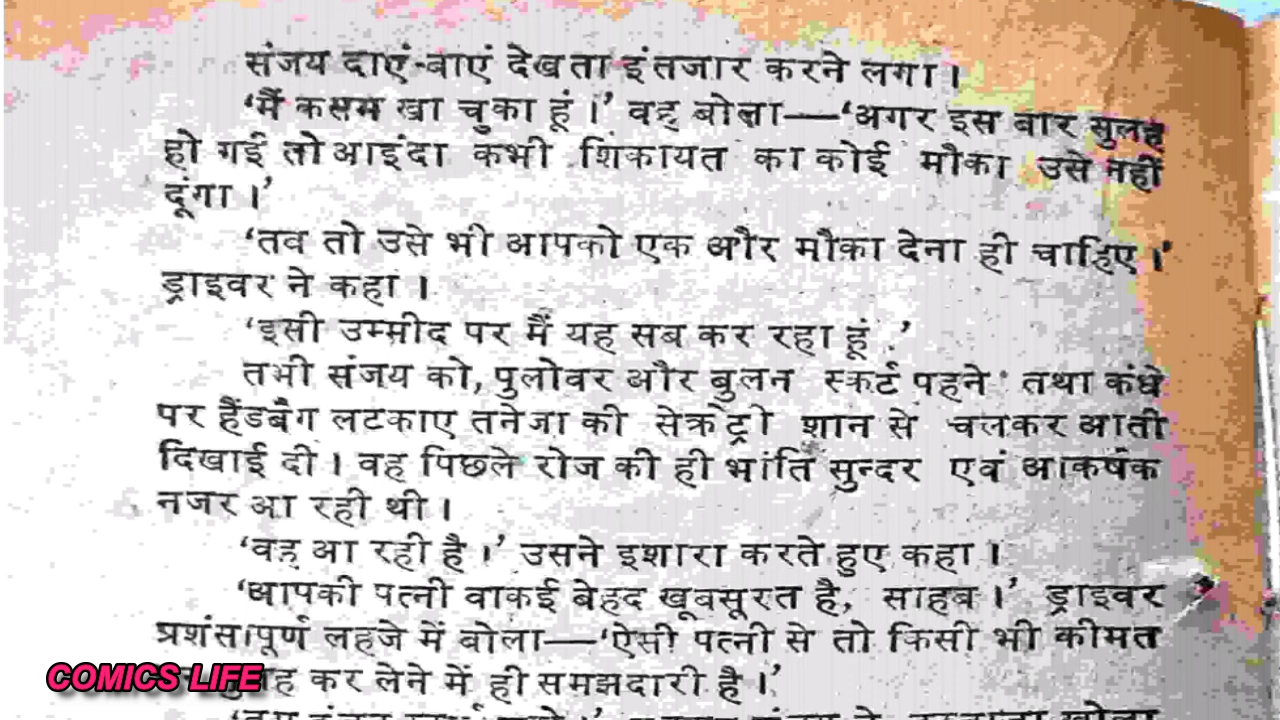 संजय दाएं-बाएं देखता इंतजार करने लगा ।
‘मैं कसम खा चुका हूं ।’ वह बोला—‘अगर इस बार सुलह
हो गई तो आइंदा कभी शिकायत का कोई मौका उसे नहीं
दूंगा ।’
‘तब तो उसे भी आपको एक और मौका देना ही चाहिए ।’
ड्राइवर ने कहा ।
‘इसी उम्मीद पर मैं यह सब कर रहा हूं .’
तभी संजय को, पुलोवर और बुलन स्कर्ट पहने तथा कंधे
पर हैंडबैग लटकाए तनेजा की सेक्रेट्री शान से चलकर आती
दिखाई दी । वह पिछले रोज की ही भांति सुन्दर एवं आकर्षक
नजर आ रही थी ।
‘वह आ रही है ।’ उसने इशारा करते हुए कहा ।
‘आपकी पत्नी वाकई बेहद खूबसूरत है, साहब ।’ ड्राइवर
प्रशंसापूर्ण लहजे में बोला—‘ऐसी पत्नी से तो किसी भी कीमत
कर लेने में ही समझदारी है ।’
COMICS LIFE